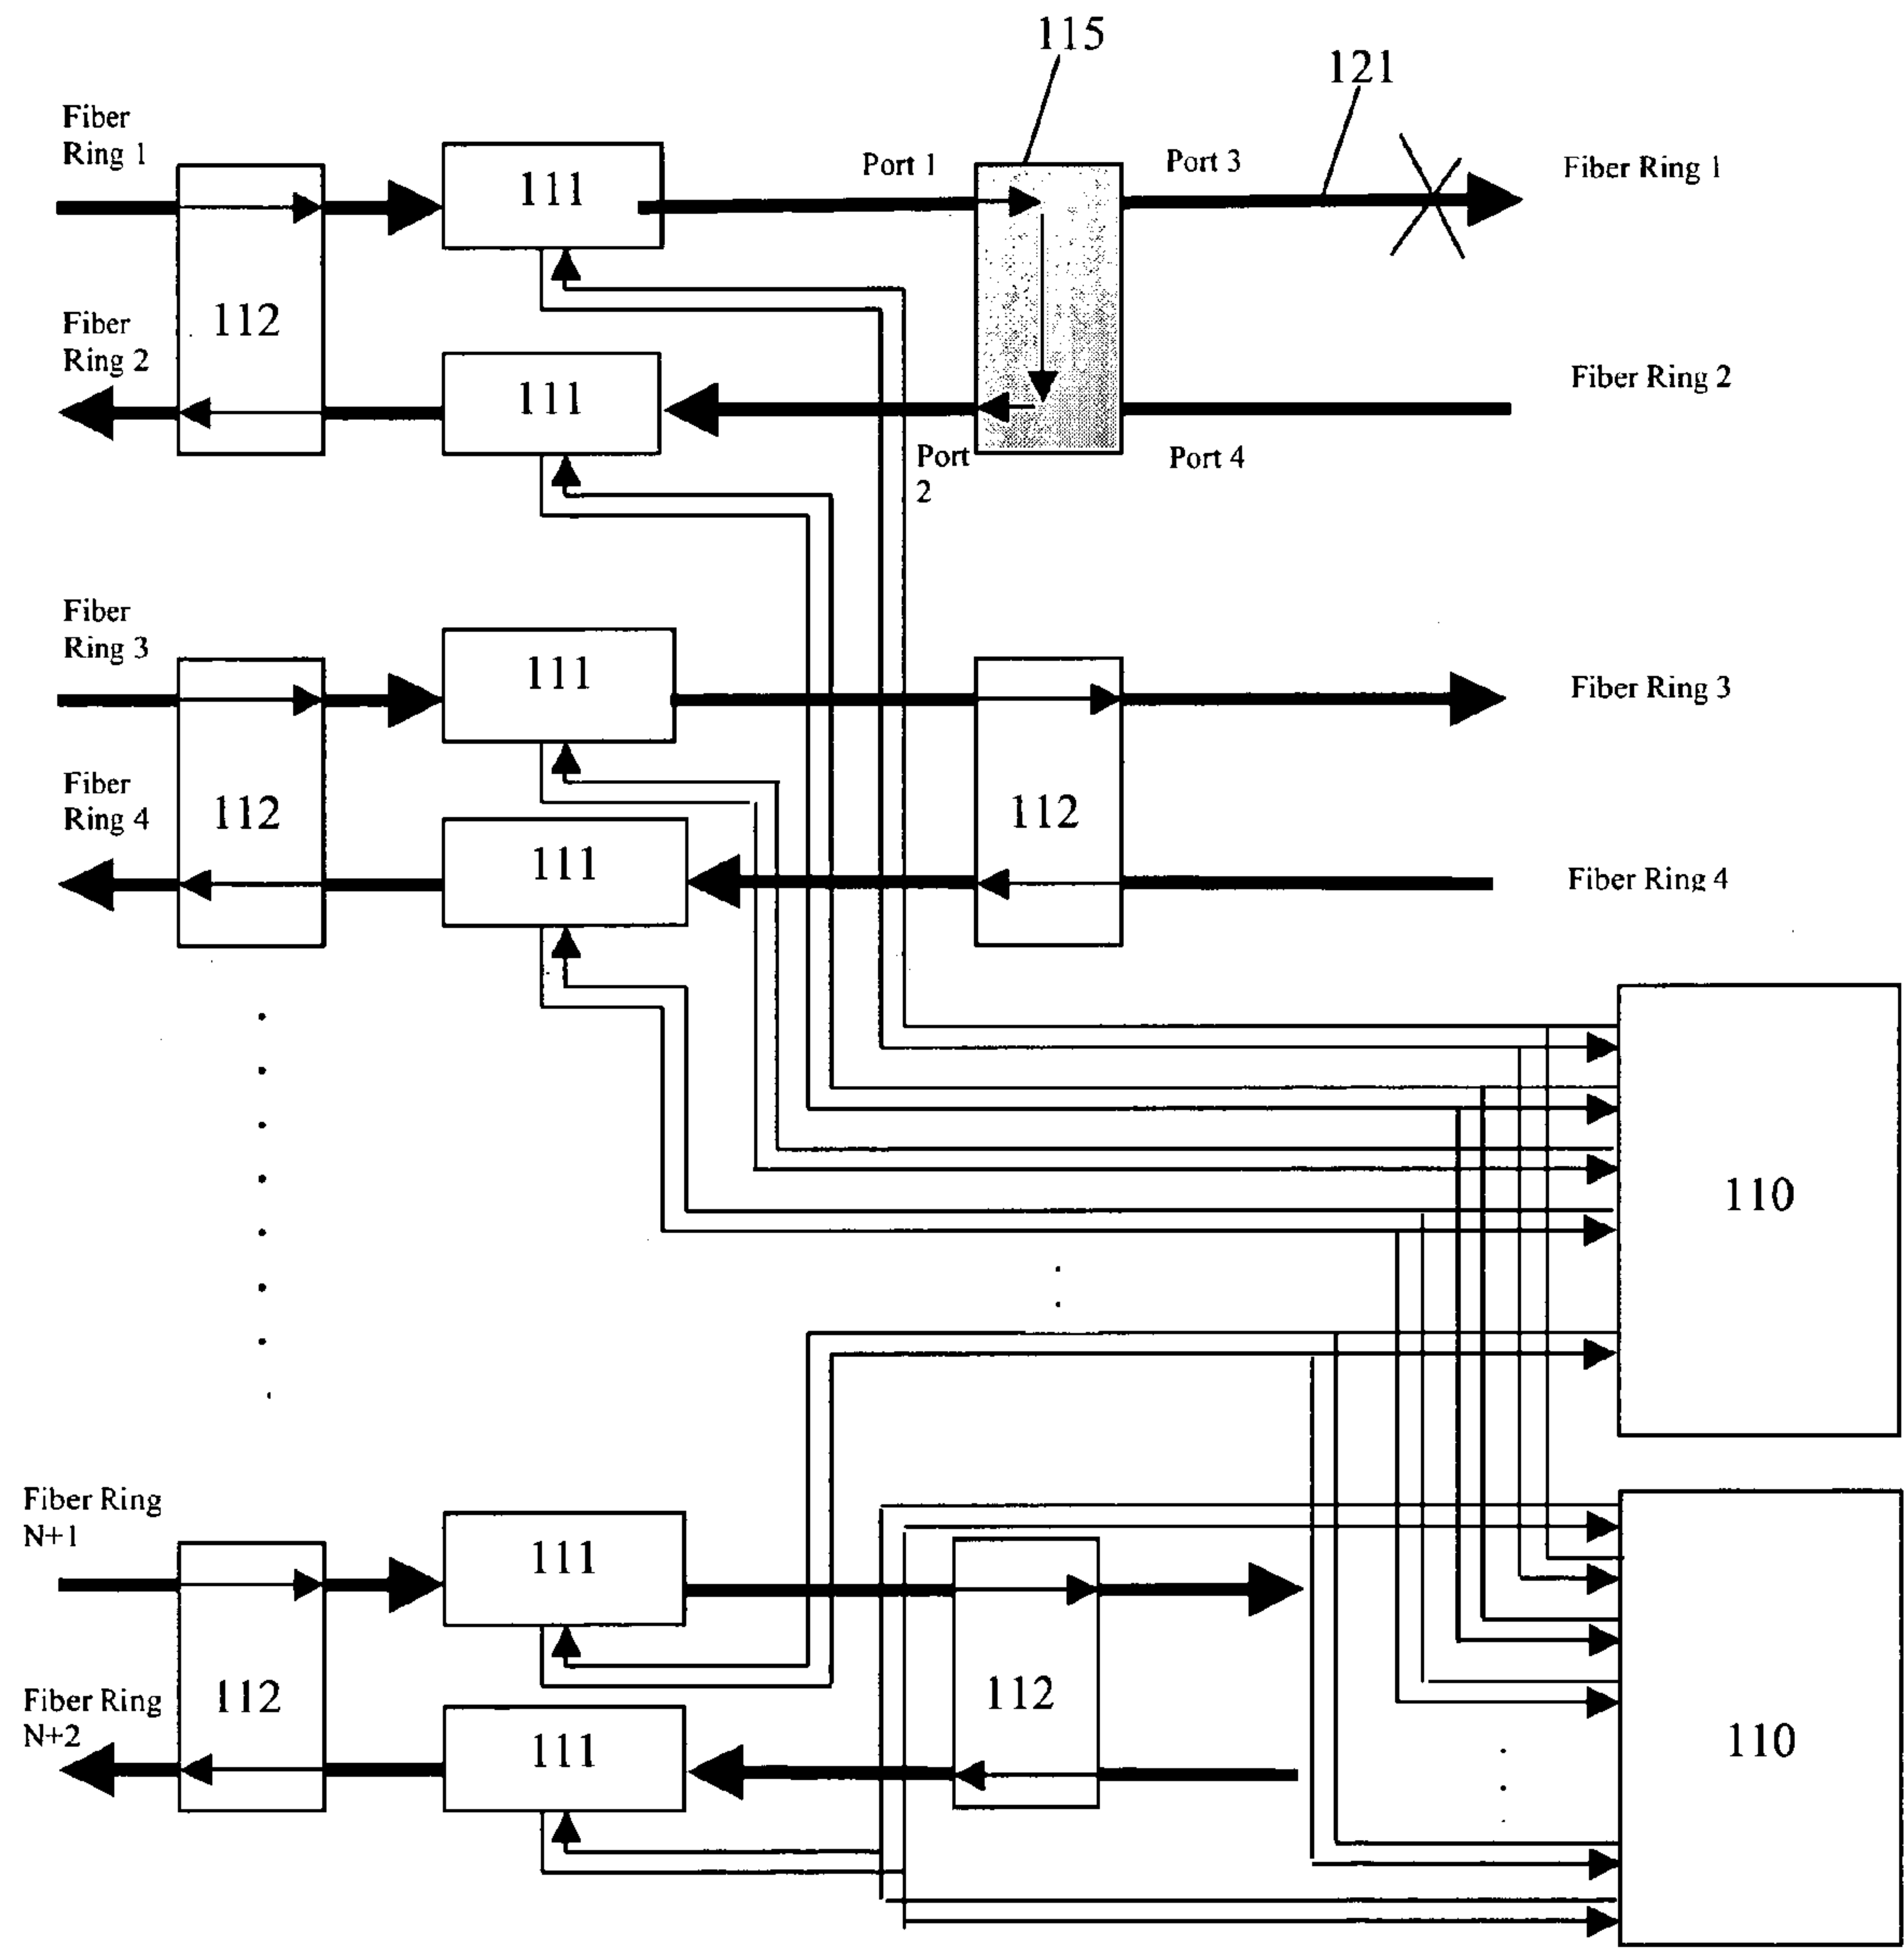 115
121
Fiber
Ring 1
111
Port 1
Port 3
Fiber Ring 1
112
Fiber
Ring 2
111
Fiber Ring 2
Port
2
Port 4
Fiber
Ring 3
111
Fiber Ring 3
Fiber
Ring 4
112
111
112
Fiber Ring 4
110
Fiber Ring
N+1
111
112
Fiber Ring
N+2
111
112
110